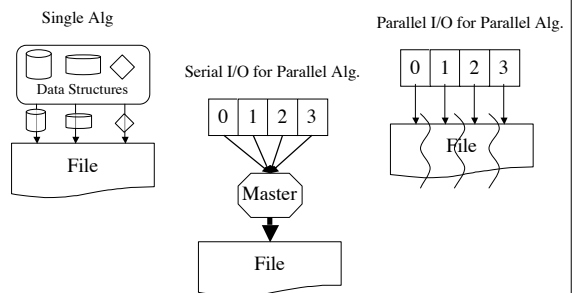 Single Alg
Data Structures
File
Serial I/O for Parallel Alg.
0 1 2 3
Master
File
Parallel I/O for Parallel Alg.
0 1 2 3
File